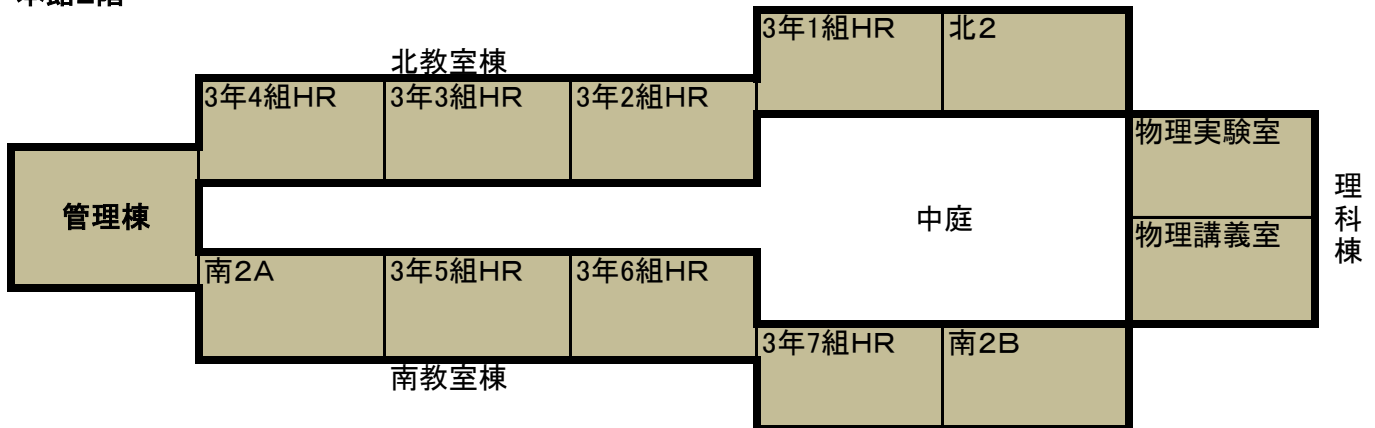 3年1組HR
北2
北教室棟
3年4組HR
3年3組HR
3年2組HR
物理実験室
管理棟
中庭
理科棟
物理講義室
南2A
3年5組HR
3年6組HR
3年7組HR
南2B
南教室棟